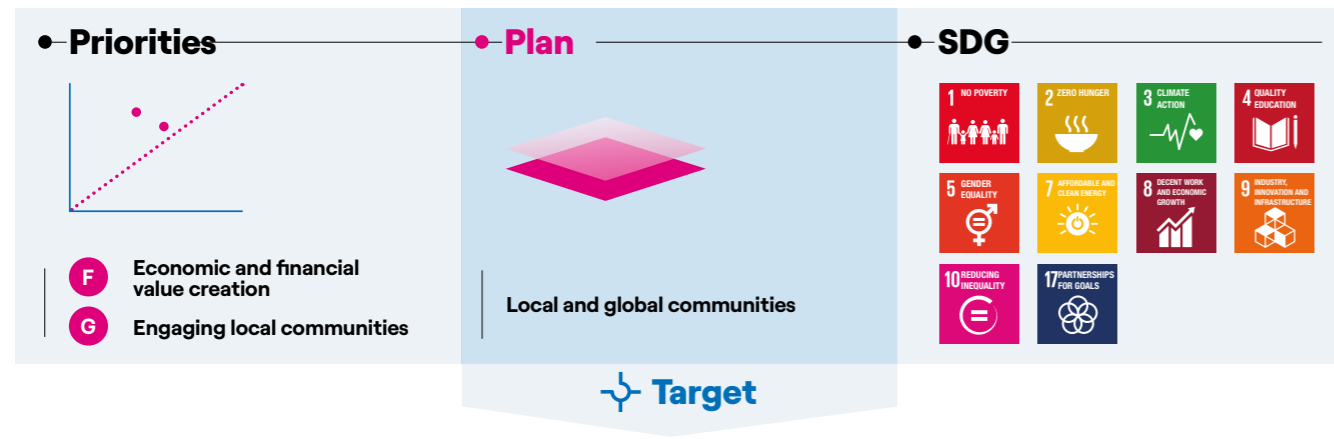 Priorities
Plan
SDG
1 NO POVERTY
2 ZERO HUNGER
3 CLIMATE
ACTION
4 QUALITY
EDUCATION
5 GENDER
EQUALITY
7 AFFORDABLE AND
CLEAN ENERGY
8 DECENT WORK
AND ECONOMIC
GROWTH
9 INDUSTRY,
INNOVATION AND
INFRASTRUCTURE
10 REDUCING
INEQUALITY
17 PARTNERSHIPS
FOR GOALS
F Economic and financial
value creation
G Engaging local communities
Local and global communities
Target